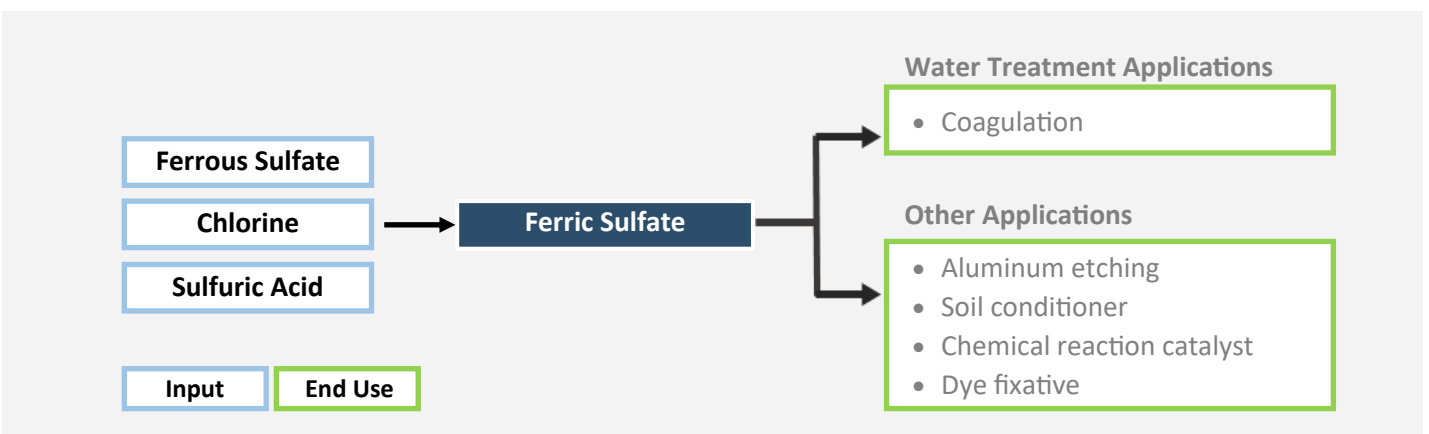 Ferrous Sulfate
Chlorine
Sulfuric Acid
Ferric Sulfate
Water Treatment Applications
• Coagulation
Other Applications
• Aluminum etching
• Soil conditioner
• Chemical reaction catalyst
• Dye fixative
Input
End Use